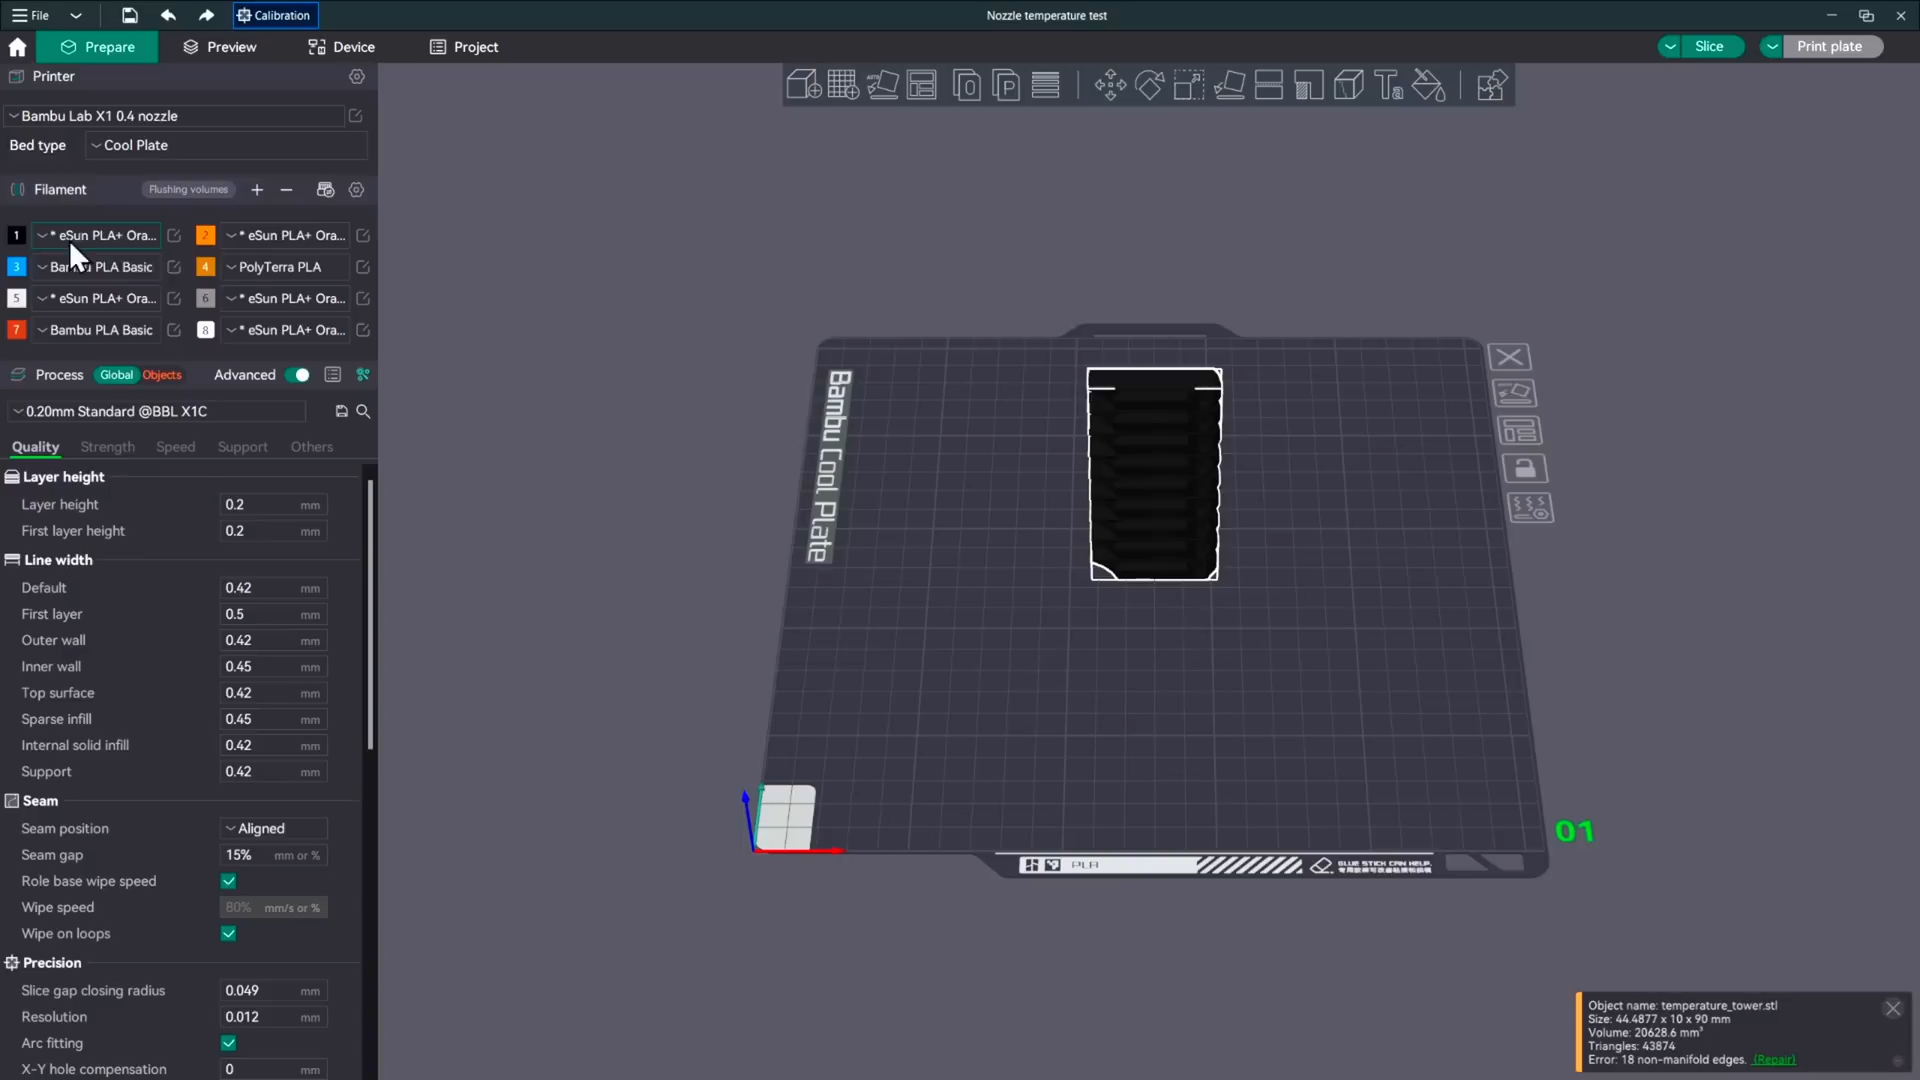 File
Calibration
Nozzle temperature test
Prepare
Preview
Device
Project
Slice
Print plate
Printer
Bambu Lab X1 0.4 nozzle
Bed type
Cool Plate
Filament
Flushing volumes
1
* eSun PLA+ Ora...
2
* eSun PLA+ Ora...
3
Bambu PLA Basic
4
PolyTerra PLA
5
* eSun PLA+ Ora...
6
* eSun PLA+ Ora...
7
Bambu PLA Basic
8
* eSun PLA+ Ora...
Process
Global
Objects
Advanced
0.20mm Standard @BBL X1C
Quality
Strength
Speed
Support
Others
Layer height
Layer height 0.2 mm
First layer height 0.2 mm
Line width
Default 0.42 mm
First layer 0.5 mm
Outer wall 0.42 mm
Inner wall 0.45 mm
Top surface 0.42 mm
Sparse infill 0.45 mm
Internal solid infill 0.42 mm
Support 0.42 mm
Seam
Seam position Aligned
Seam gap 15% mm or %
Role base wipe speed
Wipe speed 80% mm/s or %
Wipe on loops
Precision
Slice gap closing radius 0.049 mm
Resolution 0.012 mm
Arc fitting
X-Y hole compensation 0 mm
Bambu Cool Plate
01
PLA
GLUE STICK CAN HELP.
Object name: temperature_tower.stl
Size: 44.4877 x 10 x 90 mm
Volume: 20628.6 mm³
Triangles: 43874
Error: 18 non-manifold edges. (Repair)